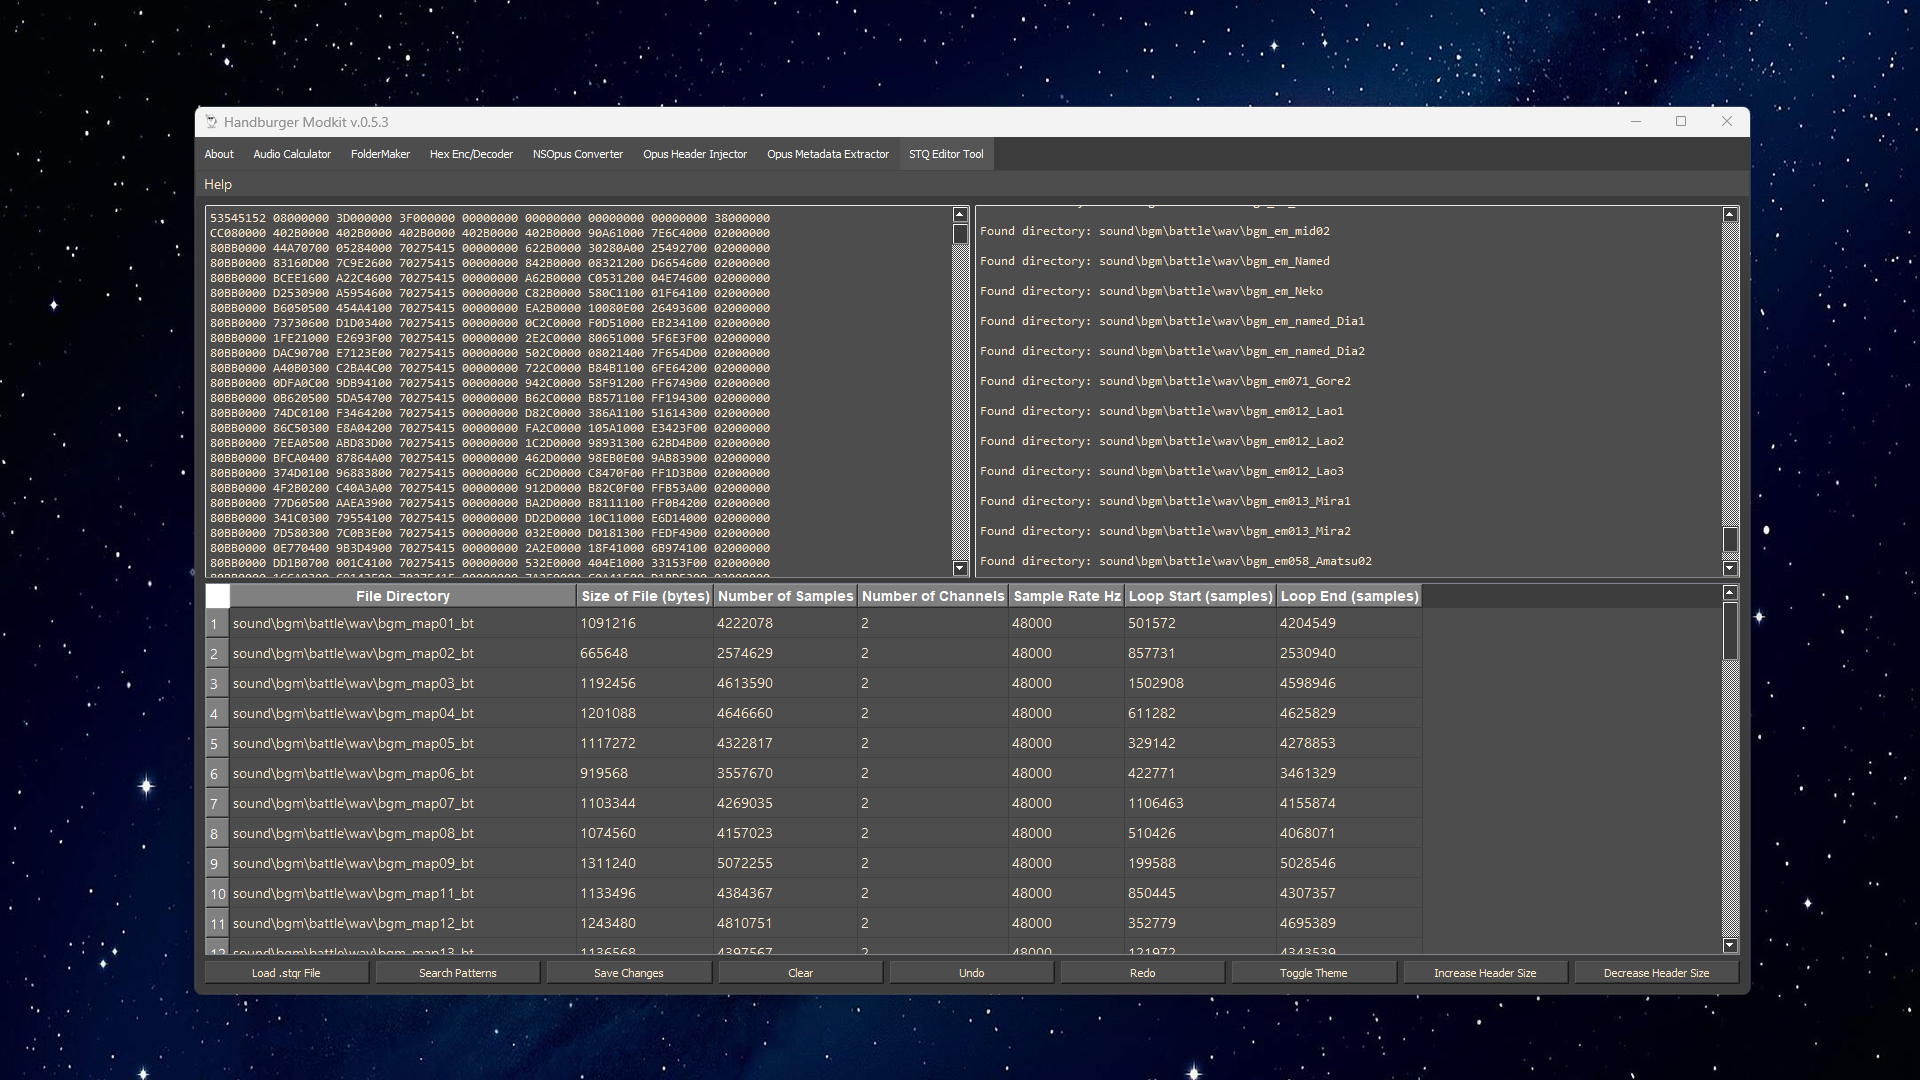 Handburger Modkit v.0.5.3
About Audio Calculator FolderMaker Hex Enc/Decoder NSOpus Converter Opus Header Injector Opus Metadata Extractor STQ Editor Tool
Help
53545152 08000000 3D000000 3F000000 00000000 00000000 00000000 00000000 38000000
CC080000 402B0000 402B0000 402B0000 402B0000 402B0000 90A61000 7E6C4000 02000000
80BB0000 44A70700 05284000 70275415 00000000 622B0000 30280A00 25492700 02000000
80BB0000 83160D00 7C9E2600 70275415 00000000 842B0000 08321200 D6654600 02000000
80BB0000 BCEE1600 A22C4600 70275415 00000000 A62B0000 C0531200 04E74600 02000000
80BB0000 D2530900 A5954600 70275415 00000000 C82B0000 580C1100 01F64100 02000000
80BB0000 B6050500 454A4100 70275415 00000000 EA2B0000 10080E00 26493600 02000000
80BB0000 73730600 D1D03400 70275415 00000000 0C2C0000 F0D51000 EB234100 02000000
80BB0000 1FE21000 E2693F00 70275415 00000000 2E2C0000 80651000 5F6E3F00 02000000
80BB0000 DAC90700 E7123E00 70275415 00000000 502C0000 08021400 7F654D00 02000000
80BB0000 A40B0300 C2BA4C00 70275415 00000000 722C0000 B84B1100 6FE64200 02000000
80BB0000 0DFA0C00 9DB94100 70275415 00000000 942C0000 58F91200 FF674900 02000000
80BB0000 0B620500 5DA54700 70275415 00000000 B62C0000 B8571100 FF194300 02000000
80BB0000 74DC0100 F3464200 70275415 00000000 D82C0000 386A1100 51614300 02000000
80BB0000 86C50300 E8A04200 70275415 00000000 FA2C0000 105A1000 E3423F00 02000000
80BB0000 7EEA0500 ABD83D00 70275415 00000000 1C2D0000 98931300 62BD4B00 02000000
80BB0000 BFCA0400 87864A00 70275415 00000000 462D0000 98EB0E00 9AB83900 02000000
80BB0000 374D0100 96883800 70275415 00000000 6C2D0000 C8470F00 FF1D3B00 02000000
80BB0000 4F2B0200 C40A3A00 70275415 00000000 912D0000 B82C0F00 FFB53A00 02000000
80BB0000 77D60500 AAEA3900 70275415 00000000 BA2D0000 B8111100 FF0B4200 02000000
80BB0000 341C0300 79554100 70275415 00000000 DD2D0000 10C11000 E6D14000 02000000
80BB0000 7D580300 7C0B3E00 70275415 00000000 032E0000 D0181300 FEDF4900 02000000
80BB0000 0E770400 9B3D4900 70275415 00000000 2A2E0000 18F41000 6B974100 02000000
80BB0000 DD1B0700 001C4100 70275415 00000000 532E0000 404E1000 33153F00 02000000
Found directory: sound\bgm\battle\wav\bgm_em_mid02
Found directory: sound\bgm\battle\wav\bgm_em_Named
Found directory: sound\bgm\battle\wav\bgm_em_Neko
Found directory: sound\bgm\battle\wav\bgm_em_named_Dia1
Found directory: sound\bgm\battle\wav\bgm_em_named_Dia2
Found directory: sound\bgm\battle\wav\bgm_em071_Gore2
Found directory: sound\bgm\battle\wav\bgm_em012_Lao1
Found directory: sound\bgm\battle\wav\bgm_em012_Lao2
Found directory: sound\bgm\battle\wav\bgm_em012_Lao3
Found directory: sound\bgm\battle\wav\bgm_em013_Mira1
Found directory: sound\bgm\battle\wav\bgm_em013_Mira2
Found directory: sound\bgm\battle\wav\bgm_em058_Amatsu02
File Directory Size of File (bytes) Number of Samples Number of Channels Sample Rate Hz Loop Start (samples) Loop End (samples)
1 sound\bgm\battle\wav\bgm_map01_bt 1091216 4222078 2 48000 501572 4204549
2 sound\bgm\battle\wav\bgm_map02_bt 665648 2574629 2 48000 857731 2530940
3 sound\bgm\battle\wav\bgm_map03_bt 1192456 4613590 2 48000 1502908 4598946
4 sound\bgm\battle\wav\bgm_map04_bt 1201088 4646660 2 48000 611282 4625829
5 sound\bgm\battle\wav\bgm_map05_bt 1117272 4322817 2 48000 329142 4278853
6 sound\bgm\battle\wav\bgm_map06_bt 919568 3557670 2 48000 422771 3461329
7 sound\bgm\battle\wav\bgm_map07_bt 1103344 4269035 2 48000 1106463 4155874
8 sound\bgm\battle\wav\bgm_map08_bt 1074560 4157023 2 48000 510426 4068071
9 sound\bgm\battle\wav\bgm_map09_bt 1311240 5072255 2 48000 199588 5028546
10 sound\bgm\battle\wav\bgm_map11_bt 1133496 4384367 2 48000 850445 4307357
11 sound\bgm\battle\wav\bgm_map12_bt 1243480 4810751 2 48000 352779 4695389
12 sound\bgm\battle\wav\bgm_map13_bt 1136568 4397567 2 48000 121972 4343539
Load .stqr File Search Patterns Save Changes Clear Undo Redo Toggle Theme Increase Header Size Decrease Header Size